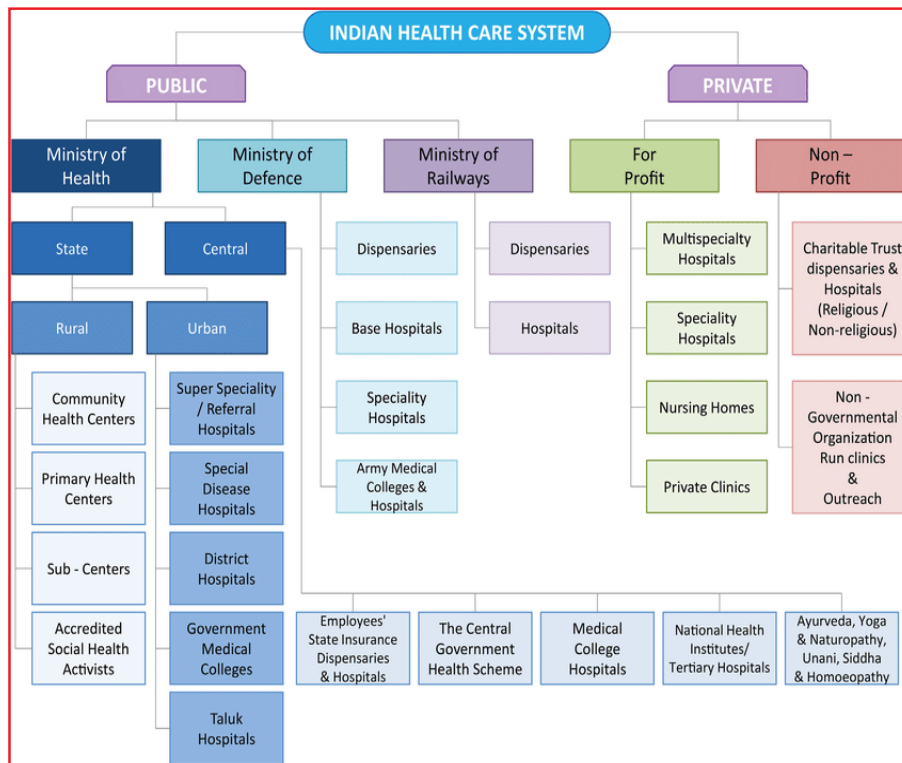 INDIAN HEALTH CARE SYSTEM
PUBLIC
PRIVATE
Ministry of
Health
Ministry of
Defence
Ministry of
Railways
For
Profit
Non –
Profit
State
Central
Dispensaries
Dispensaries
Multispecialty
Hospitals
Charitable Trust
dispensaries &
Hospitals
(Religious /
Non-religious)
Rural
Urban
Base Hospitals
Hospitals
Speciality
Hospitals
Community
Health Centers
Super Speciality
/ Referral
Hospitals
Speciality
Hospitals
Nursing Homes
Non -
Governmental
Organization
Run clinics
&
Outreach
Primary Health
Centers
Special
Disease
Hospitals
Army Medical
Colleges &
Hospitals
Private Clinics
Sub - Centers
District
Hospitals
Accredited
Social Health
Activists
Government
Medical
Colleges
Employees'
State Insurance
Dispensaries
& Hospitals
The Central
Government
Health Scheme
Medical
College
Hospitals
National Health
Institutes/
Tertiary Hospitals
Ayurveda, Yoga
& Naturopathy,
Unani, Siddha
& Homoeopathy
Taluk
Hospitals